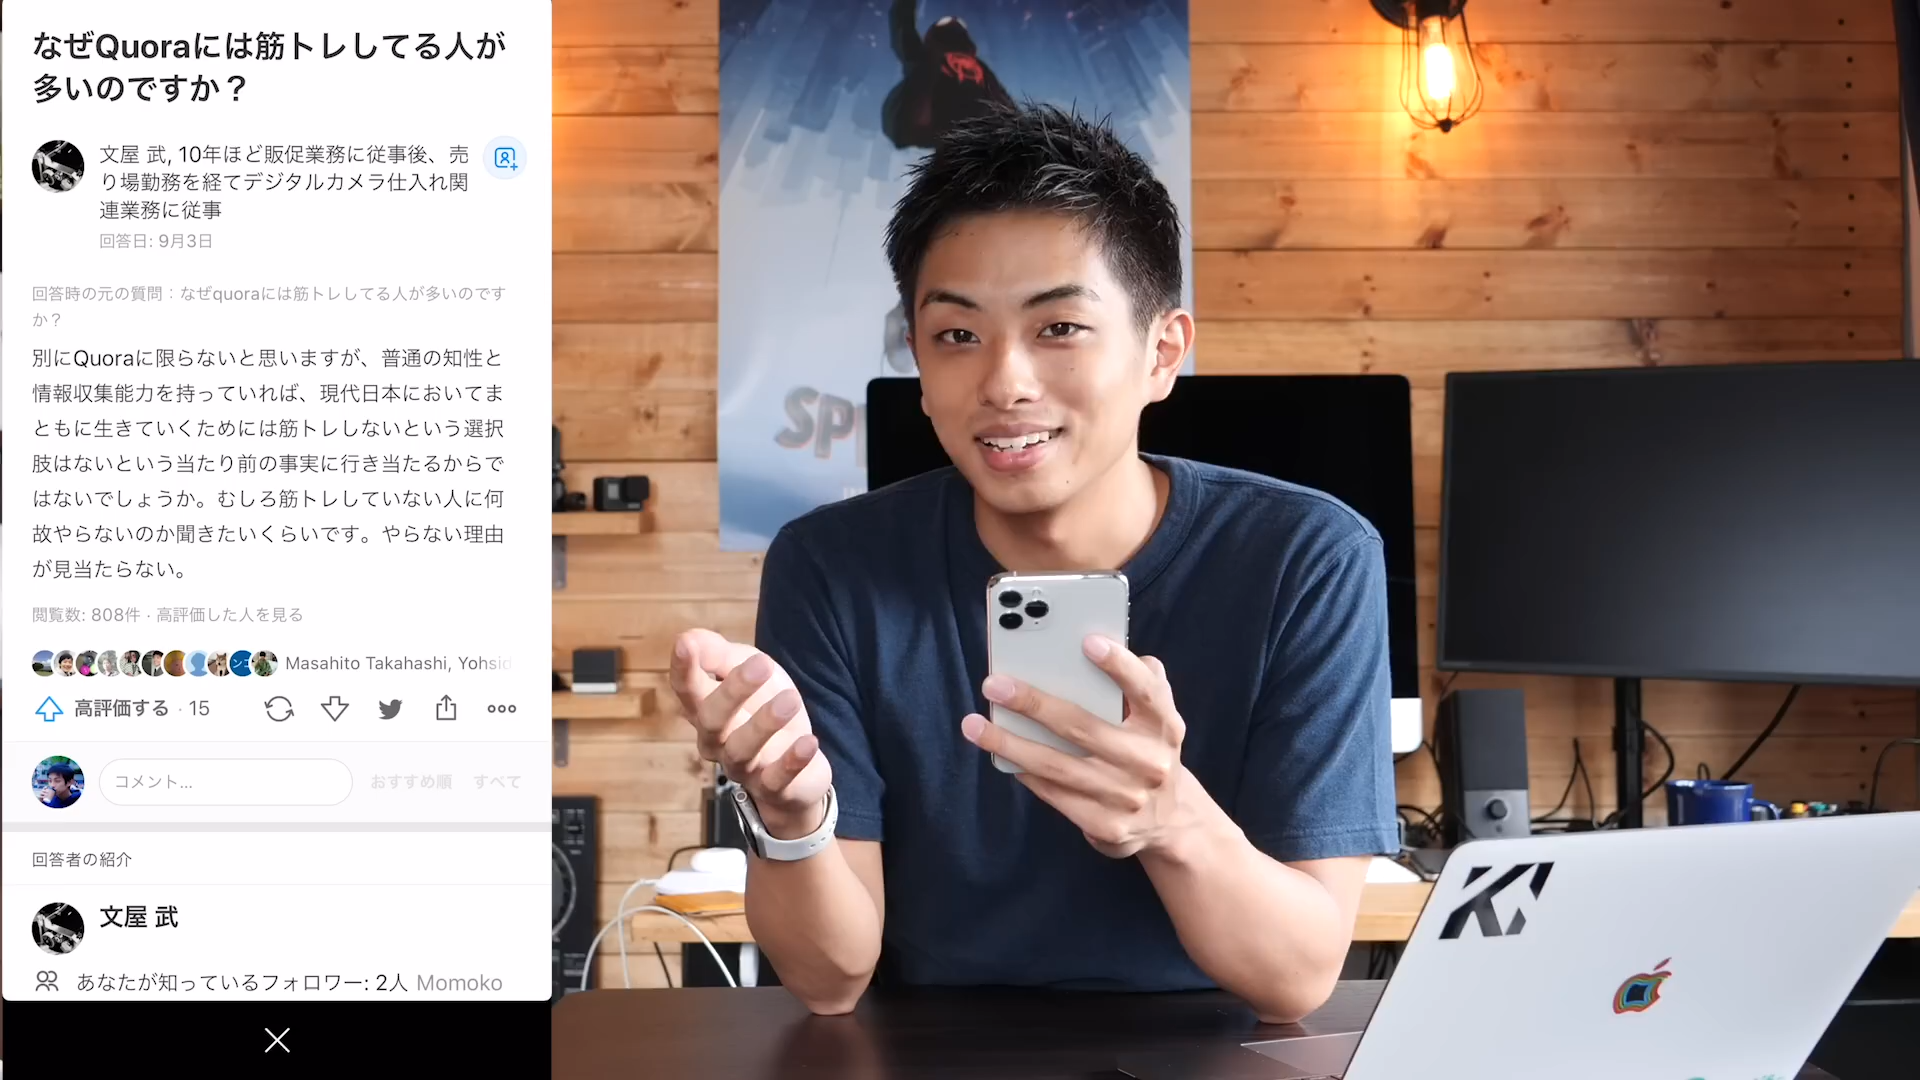 なぜQuoraには筋トレしてる人が
多いのですか？
文屋 武, 10年ほど販促業務に従事後、売
り場勤務を経てデジタルカメラ仕入れ関
連業務に従事
回答日: 9月3日
回答時の元の質問：なぜquoraには筋トレしてる人が多いのです
か？
別にQuoraに限らないと思いますが、普通の知性と
情報収集能力を持っていれば、現代日本においてま
ともに生きていくためには筋トレしないという選択
肢はないという当たり前の事実に行き当たるからで
はないでしょうか。むしろ筋トレしていない人に何
故やらないのか聞きたいくらいです。やらない理由
が見当たらない。
閲覧数: 808件 · 高評価した人を見る
Masahito Takahashi, Yohsid
高評価する · 15
コメント... おすすめ順 すべて
回答者の紹介
文屋 武
あなたが知っているフォロワー: 2人 Momoko
SP